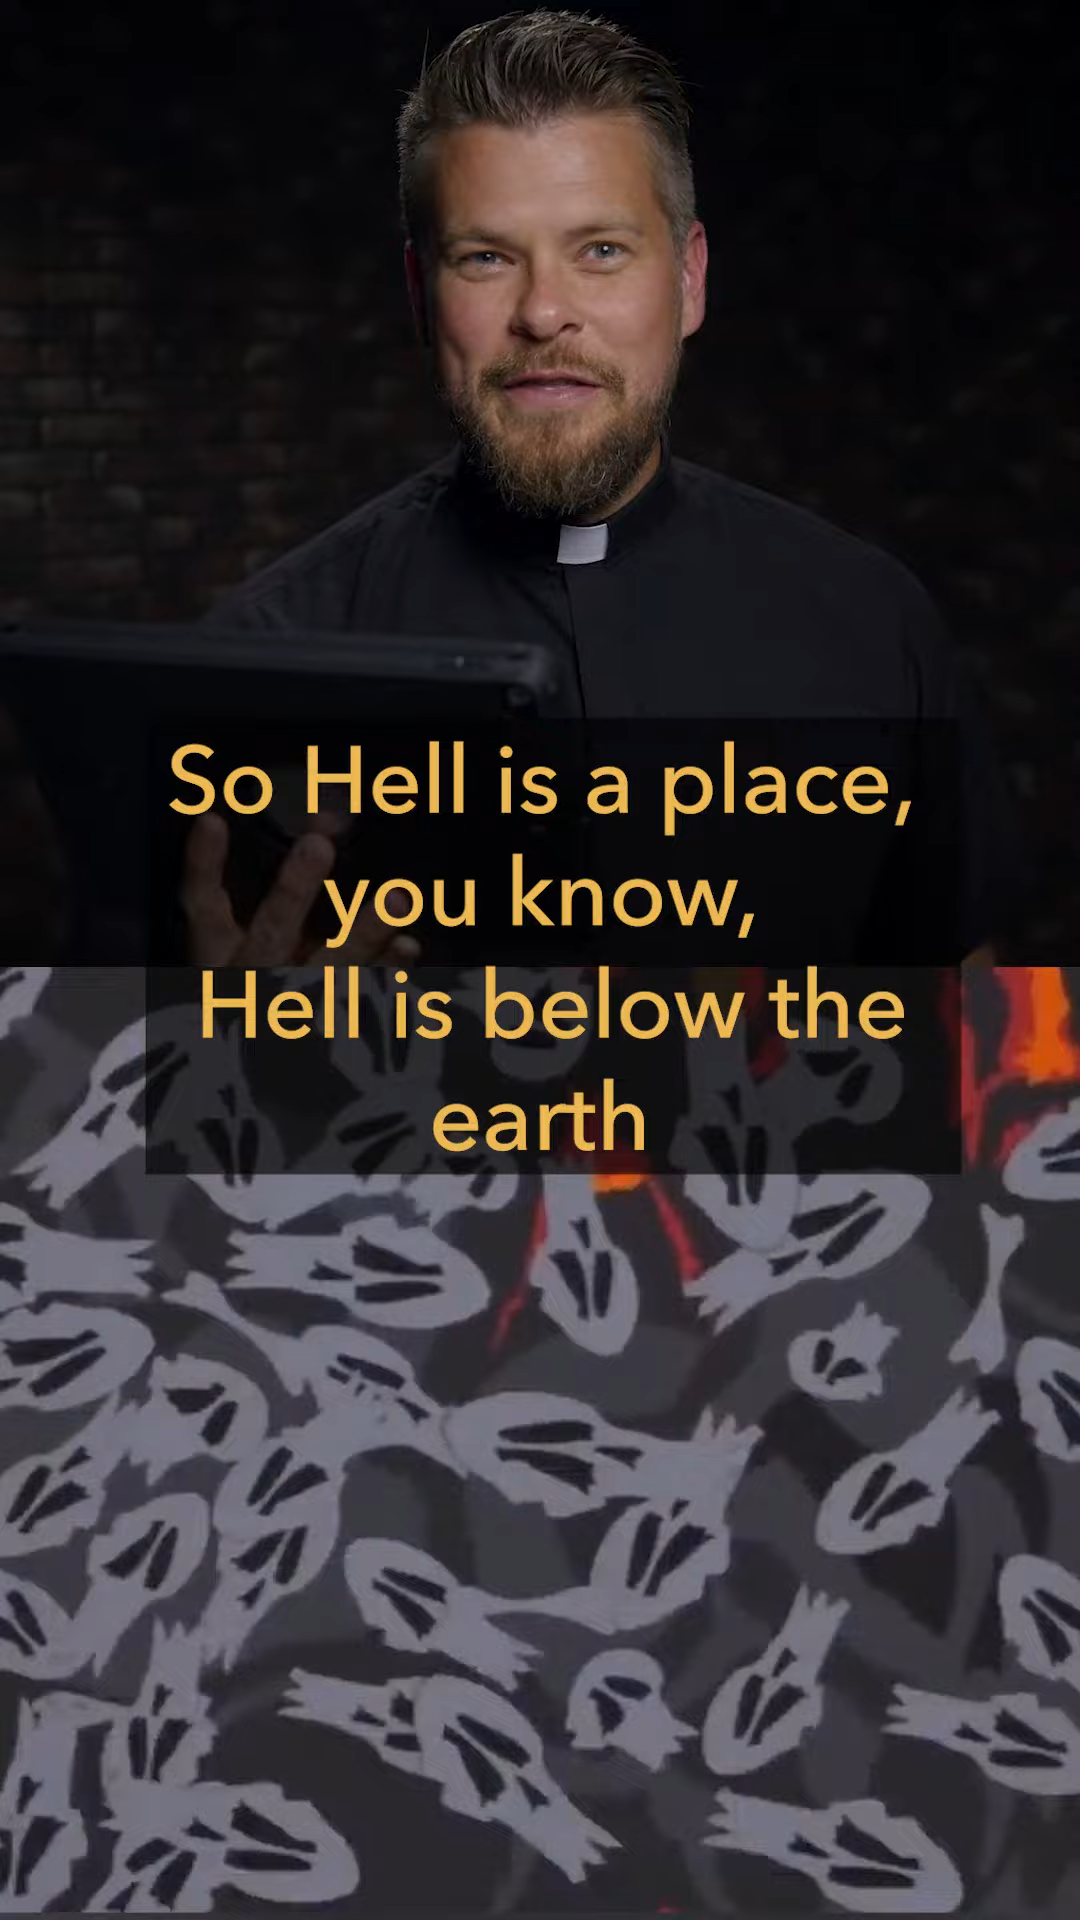 So Hell is a place,
you know,
Hell is below the
earth